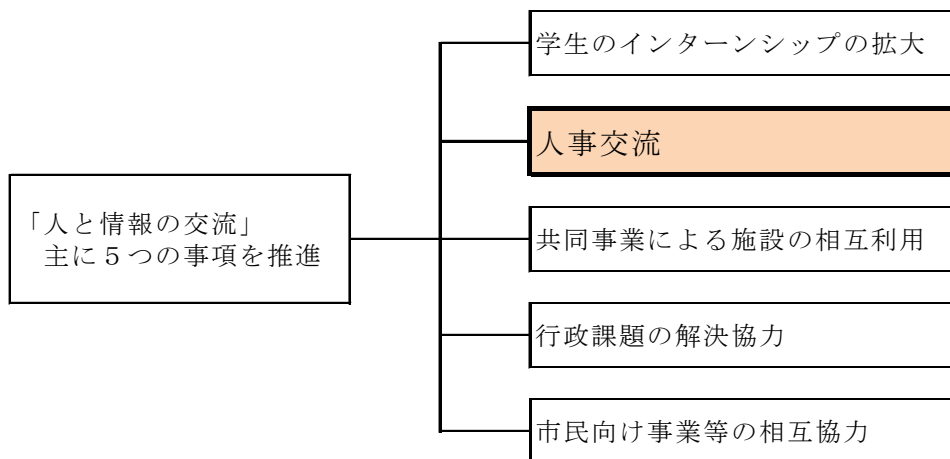 学生のインターンシップの拡大
人事交流
「人と情報の交流」
主に５つの事項を推進
共同事業による施設の相互利用
行政課題の解決協力
市民向け事業等の相互協力